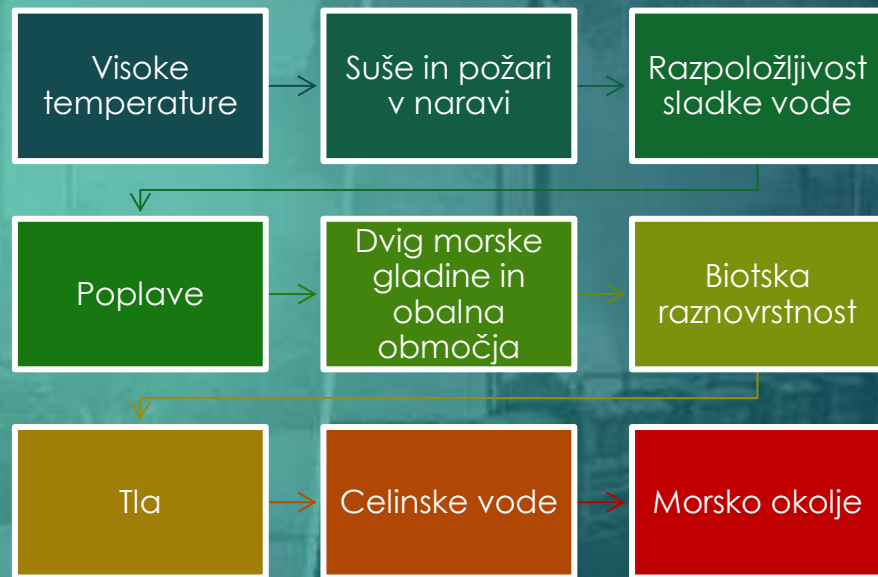 Visoke
temperature
Suše in požari
v naravi
Razpoložljivost
sladke vode
Poplave
Dvig morske
gladine in
obalna
območja
Biotska
raznovrstnost
Tla
Celinske vode
Morsko okolje